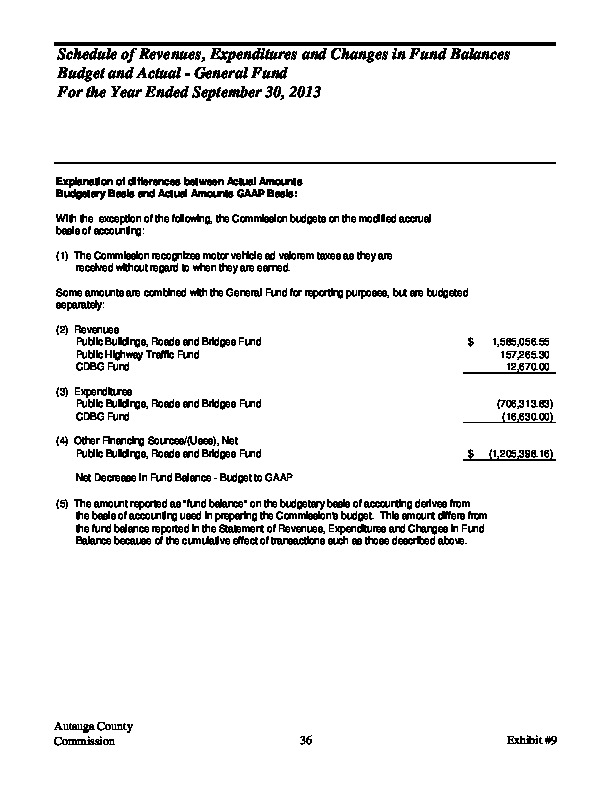 Schedule of Revenues, Expenditures and Changes in Fund Balances
Budget and Actual - General Fund
For the Year Ended September 30, 2013
Explanation of differences between Actual Amounts
Budgetary Basis and Actual Amounts GAAP Basis:
With the exception of the following, the Commission budgets on the modified accrual
basis of accounting:
(1) The Commission recognizes motor vehicle ad valorem taxes as they are
received without regard to when they are earned.
Some amounts are combined with the General Fund for reporting purposes, but are budgeted
separately:
(2) Revenues
Public Buildings, Roads and Bridges Fund $ 1,565,056.55
Public Highway Traffic Fund 157,265.30
CDBG Fund 12,670.00
(3) Expenditures
Public Buildings, Roads and Bridges Fund (706,313.63)
CDBG Fund (16,630.00)
(4) Other Financing Sources/(Uses), Net
Public Buildings, Roads and Bridges Fund $ (1,205,396.16)
Net Decrease in Fund Balance - Budget to GAAP
(5) The amount reported as "fund balance" on the budgetary basis of accounting derives from
the basis of accounting used in preparing the Commission's budget. This amount differs from
the fund balance reported in the Statement of Revenues, Expenditures and Changes in Fund
Balance because of the cumulative effect of transactions such as those described above.
Autauga County
Commission 36 Exhibit #9